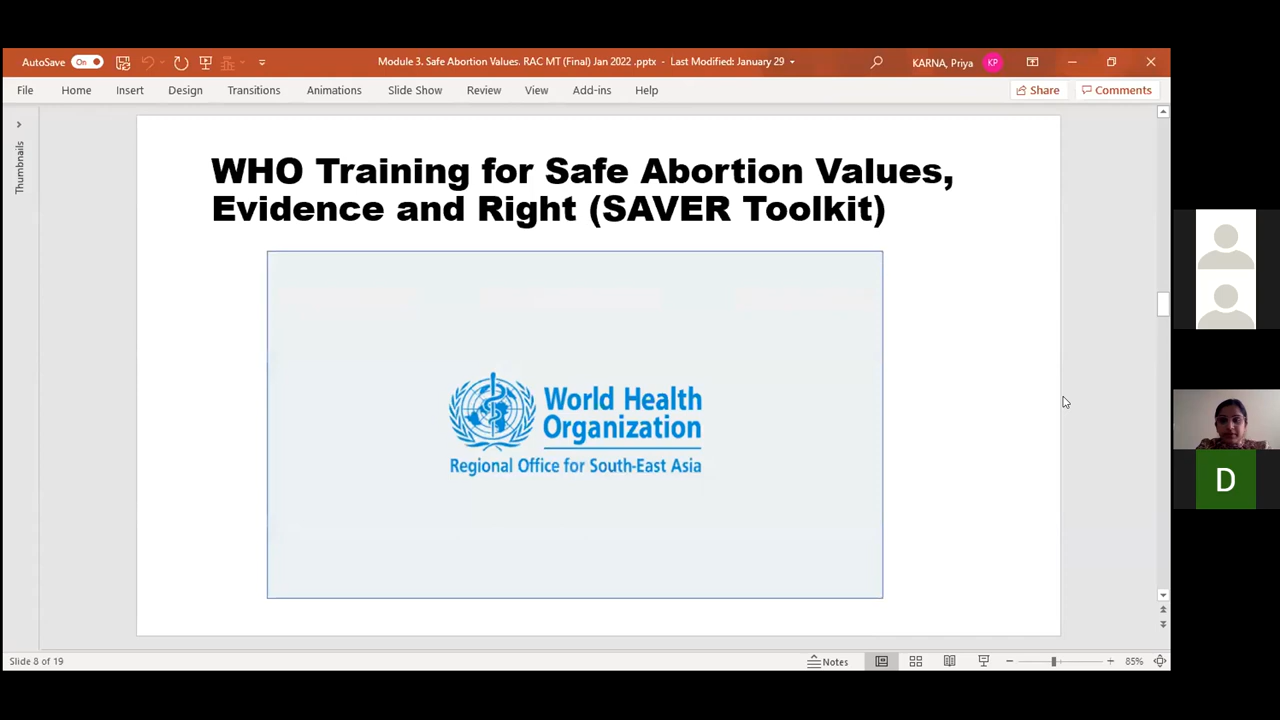 AutoSave On
Module 3. Safe Abortion Values. RAC MT (Final) Jan 2022 .pptx - Last Modified: January 29
KARNA, Priya KP
File Home Insert Design Transitions Animations Slide Show Review View Add-ins Help
Share Comments
Thumbnails
WHO Training for Safe Abortion Values,
Evidence and Right (SAVER Toolkit)
World Health
Organization
Regional Office for South-East Asia
D
Slide 8 of 19
Notes
85%